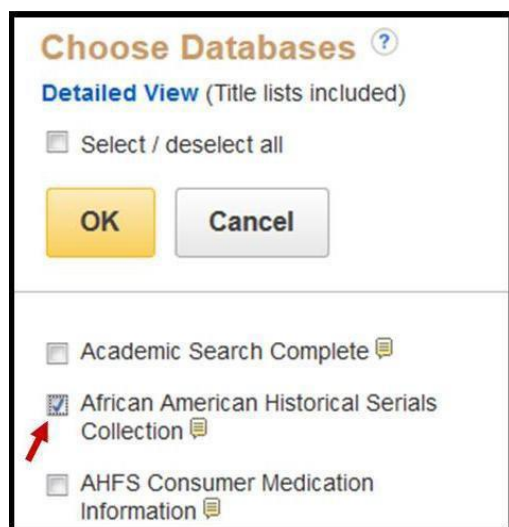 Choose Databases ?
Detailed View (Title lists included)
Select / deselect all
OK Cancel
Academic Search Complete
African American Historical Serials
Collection
AHFS Consumer Medication
Information